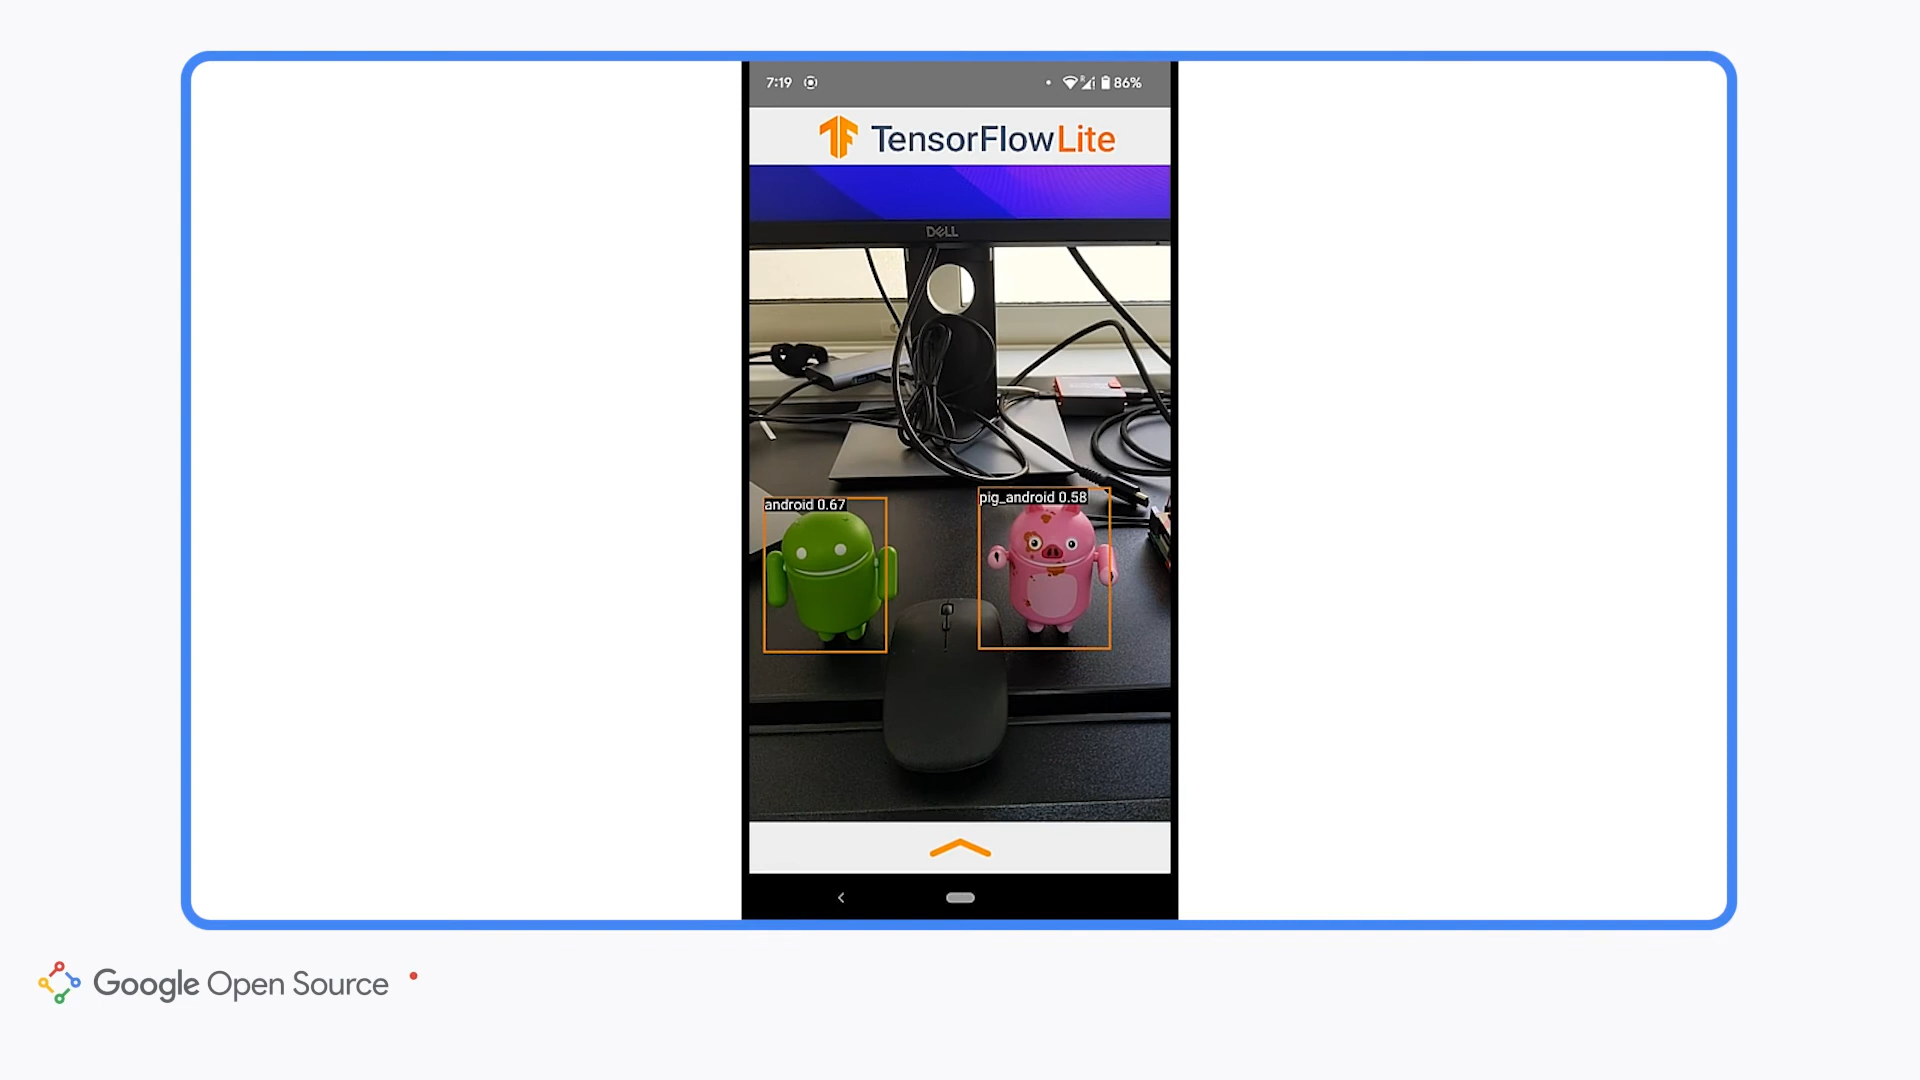 7:19 86%
TensorFlow Lite
DELL
android 0.67
pig_android 0.58
Google Open Source